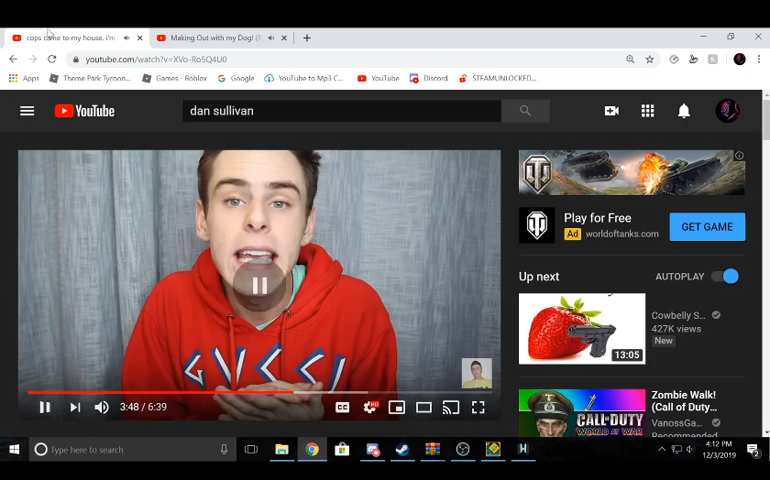 cops came to my house. i'm
Making Out with my Dog! (
youtube.com/watch?v=XVo-Ro5Q4U0
Apps
Theme Park Tycoon...
Games - Roblox
Google
YouTube to Mp3 C...
YouTube
Discord
STEAMUNLOCKED...
YouTube
dan sullivan
GUCCI
Play for Free
Ad worldoftanks.com
GET GAME
Up next
AUTOPLAY
13:05
Cowbelly S...
427K views
New
CALL OF DUTY
WORLD AT WAR
Zombie Walk!
(Call of Duty...
VanossGa...
Recommended
3:48 / 6:39
CC
HD
Type here to search
4:12 PM
12/3/2019
2